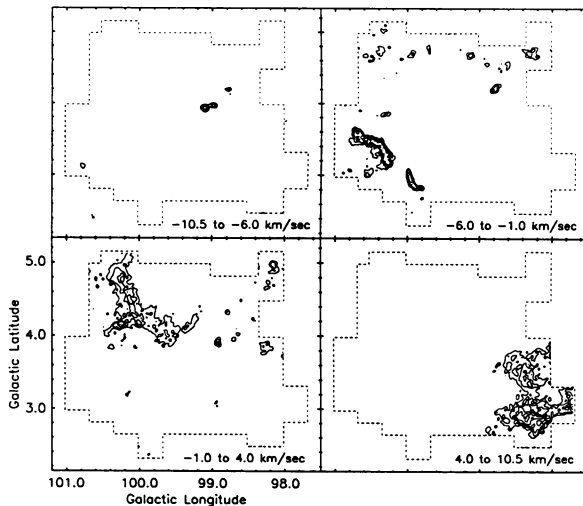 -10.5 to -6.0 km/sec
-6.0 to -1.0 km/sec
5.0
4.0
3.0
Galactic Latitude
-1.0 to 4.0 km/sec
4.0 to 10.5 km/sec
101.0 100.0 99.0 98.0
Galactic Longitude